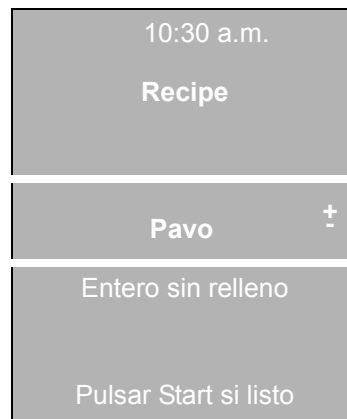 10:30 a.m.
Recipe
Pavo +
-
Entero sin relleno
Pulsar Start si listo